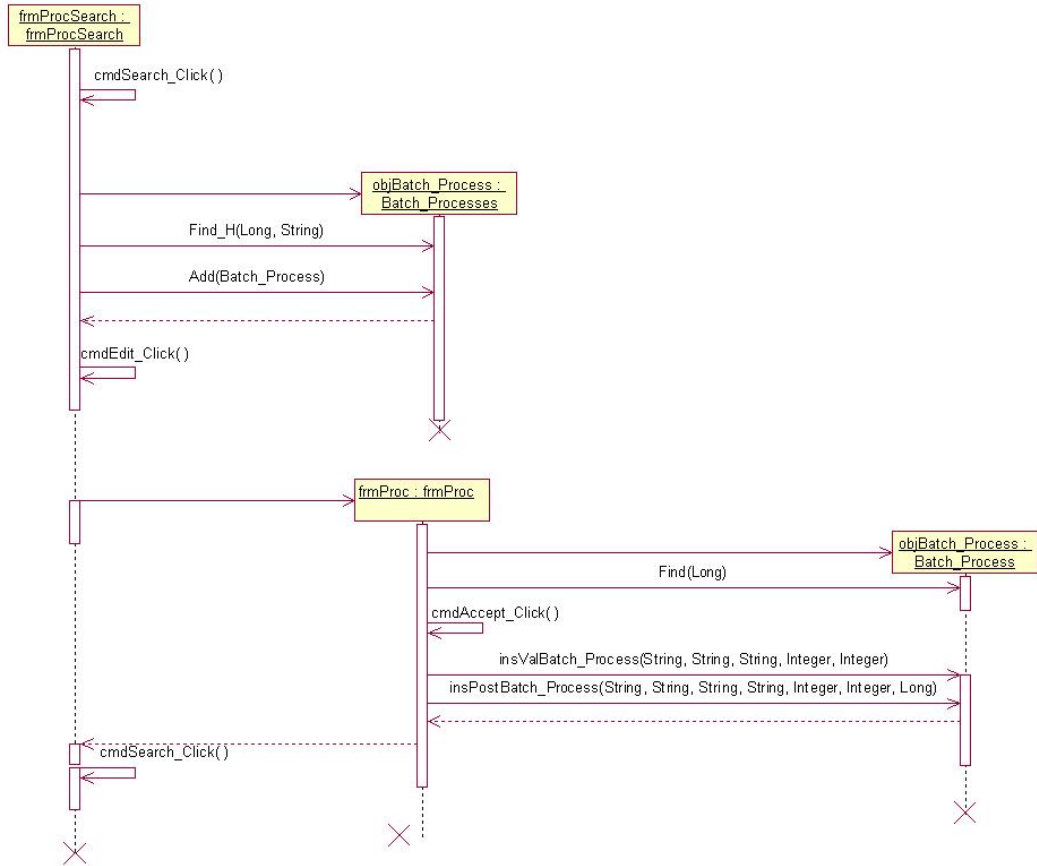 frmProcSearch :
frmProcSearch
cmdSearch_Click( )
objBatch_Process :
Batch_Processes
Find_H(Long, String)
Add(Batch_Process)
cmdEdit_Click( )
frmProc : frmProc
objBatch_Process :
Batch_Process
Find(Long)
cmdAccept_Click( )
insValBatch_Process(String, String, String, Integer, Integer)
insPostBatch_Process(String, String, String, String, Integer, Integer, Long)
cmdSearch_Click( )